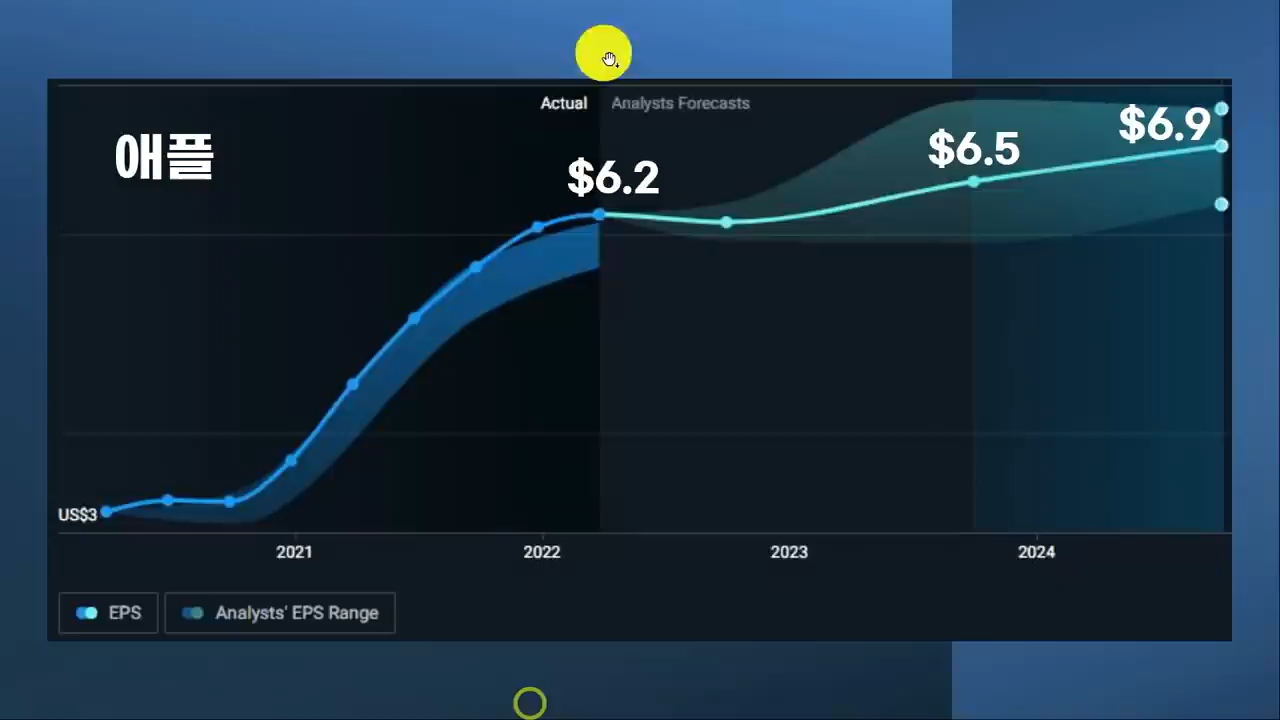 Actual
Analysts Forecasts
애플
$6.2
$6.5
$6.9
US$3
2021
2022
2023
2024
EPS
Analysts' EPS Range